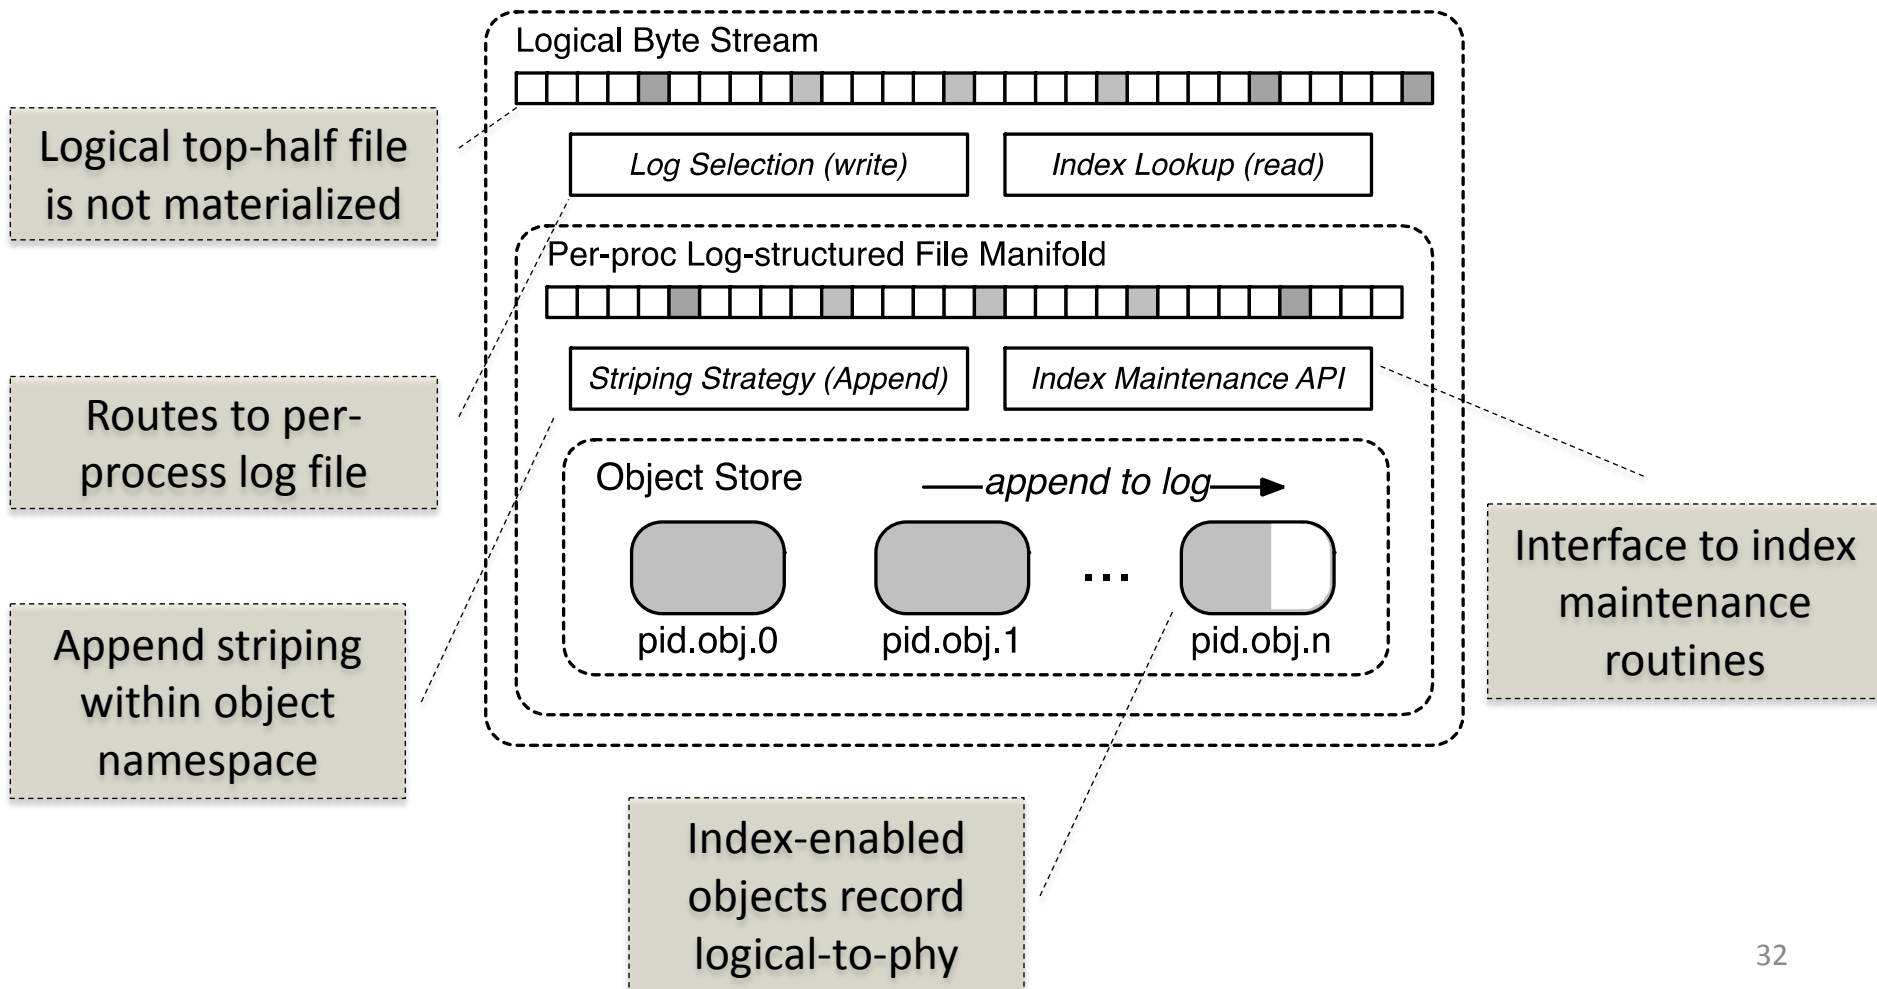 Logical Byte Stream
Logical top-half file
is not materialized
Log Selection (write)
Index Lookup (read)
Per-proc Log-structured File Manifold
Routes to per-
process log file
Striping Strategy (Append)
Index Maintenance API
Object Store
append to log
...
pid.obj.0
pid.obj.1
pid.obj.n
Append striping
within object
namespace
Interface to index
maintenance
routines
Index-enabled
objects record
logical-to-phy
32